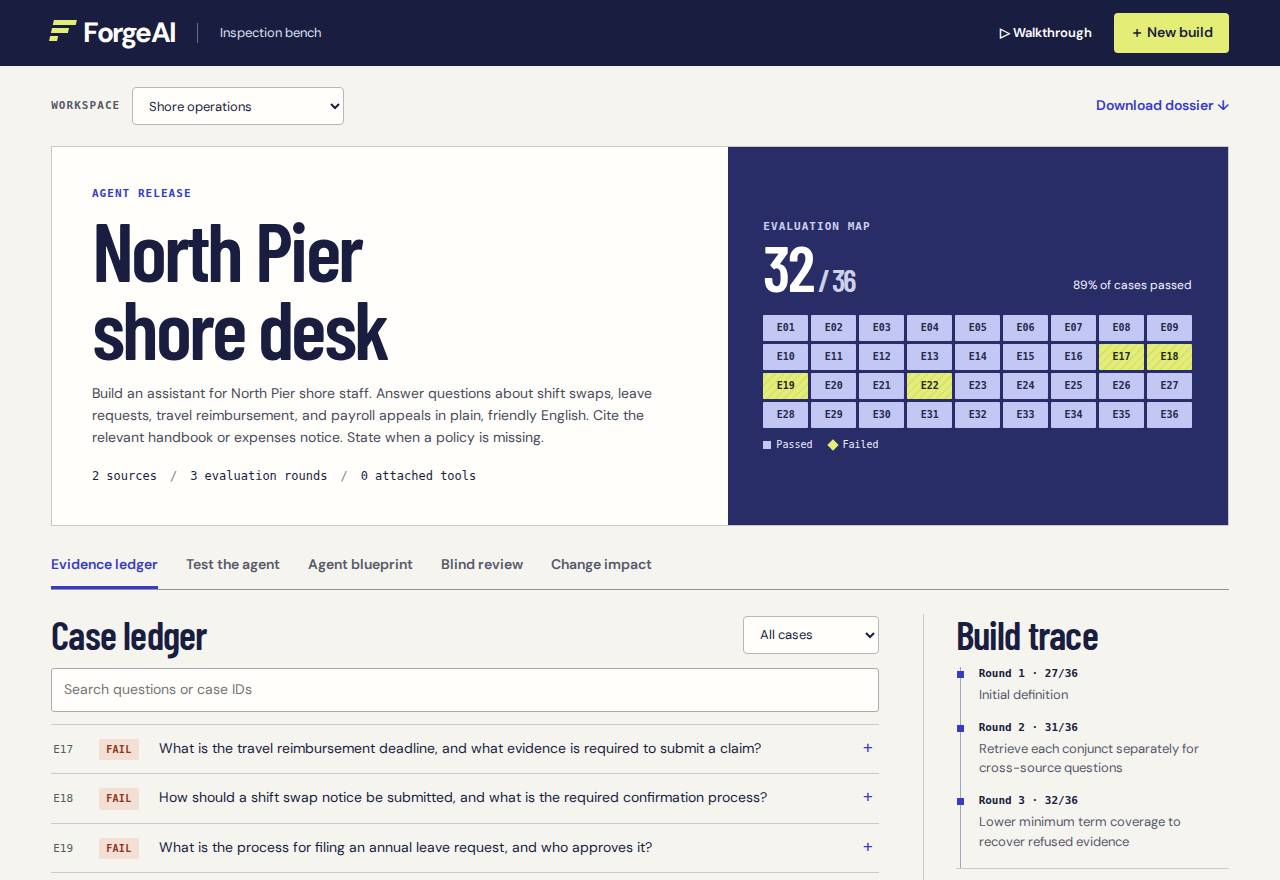 ForgeAI
Inspection bench
▷ Walkthrough
+ New build
WORKSPACE
Shore operations
Download dossier ↓
AGENT RELEASE
North Pier
shore desk
Build an assistant for North Pier shore staff. Answer questions about shift swaps, leave
requests, travel reimbursement, and payroll appeals in plain, friendly English. Cite the
relevant handbook or expenses notice. State when a policy is missing.
2 sources / 3 evaluation rounds / 0 attached tools
EVALUATION MAP
32 / 36
89% of cases passed
E01 E02 E03 E04 E05 E06 E07 E08 E09
E10 E11 E12 E13 E14 E15 E16 E17 E18
E19 E20 E21 E22 E23 E24 E25 E26 E27
E28 E29 E30 E31 E32 E33 E34 E35 E36
Passed Failed
Evidence ledger Test the agent Agent blueprint Blind review Change impact
Case ledger
All cases
Search questions or case IDs
E17 FAIL What is the travel reimbursement deadline, and what evidence is required to submit a claim? +
E18 FAIL How should a shift swap notice be submitted, and what is the required confirmation process? +
E19 FAIL What is the process for filing an annual leave request, and who approves it? +
Build trace
Round 1 · 27/36
Initial definition
Round 2 · 31/36
Retrieve each conjunct separately for
cross-source questions
Round 3 · 32/36
Lower minimum term coverage to
recover refused evidence